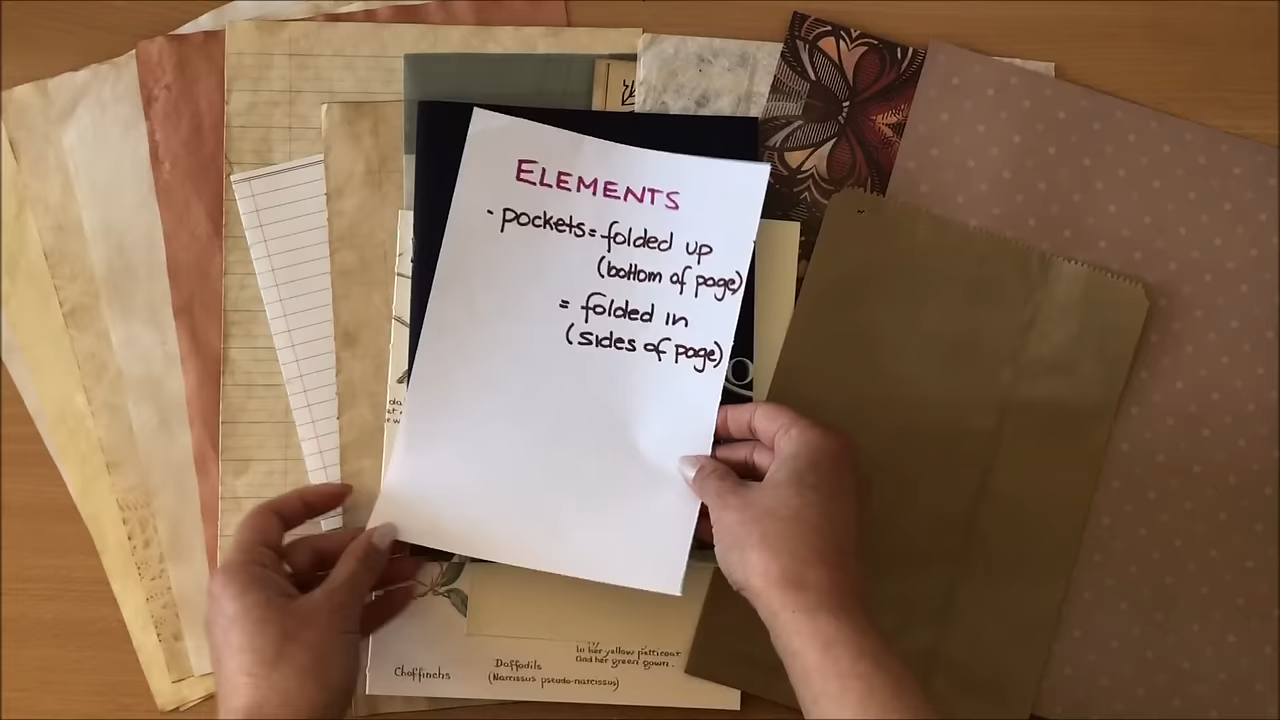 ELEMENTS
· pockets = folded up
(bottom of page)
= folded in
(sides of page)
In her yellow petticoat
And her green gown.
Chaffinchs
Daffodils
(Narcissus pseudo-narcissus)